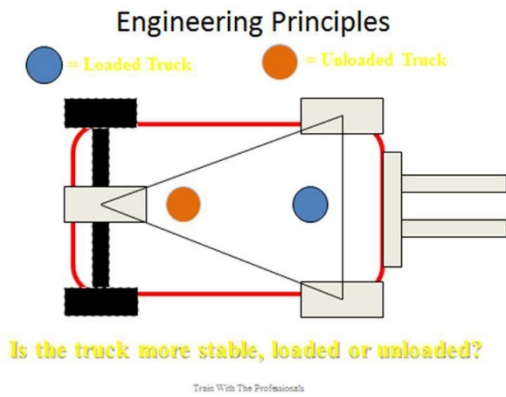 Engineering Principles
= Loaded Truck
= Unloaded Truck
Is the truck more stable, loaded or unloaded?
Train With The Professionals